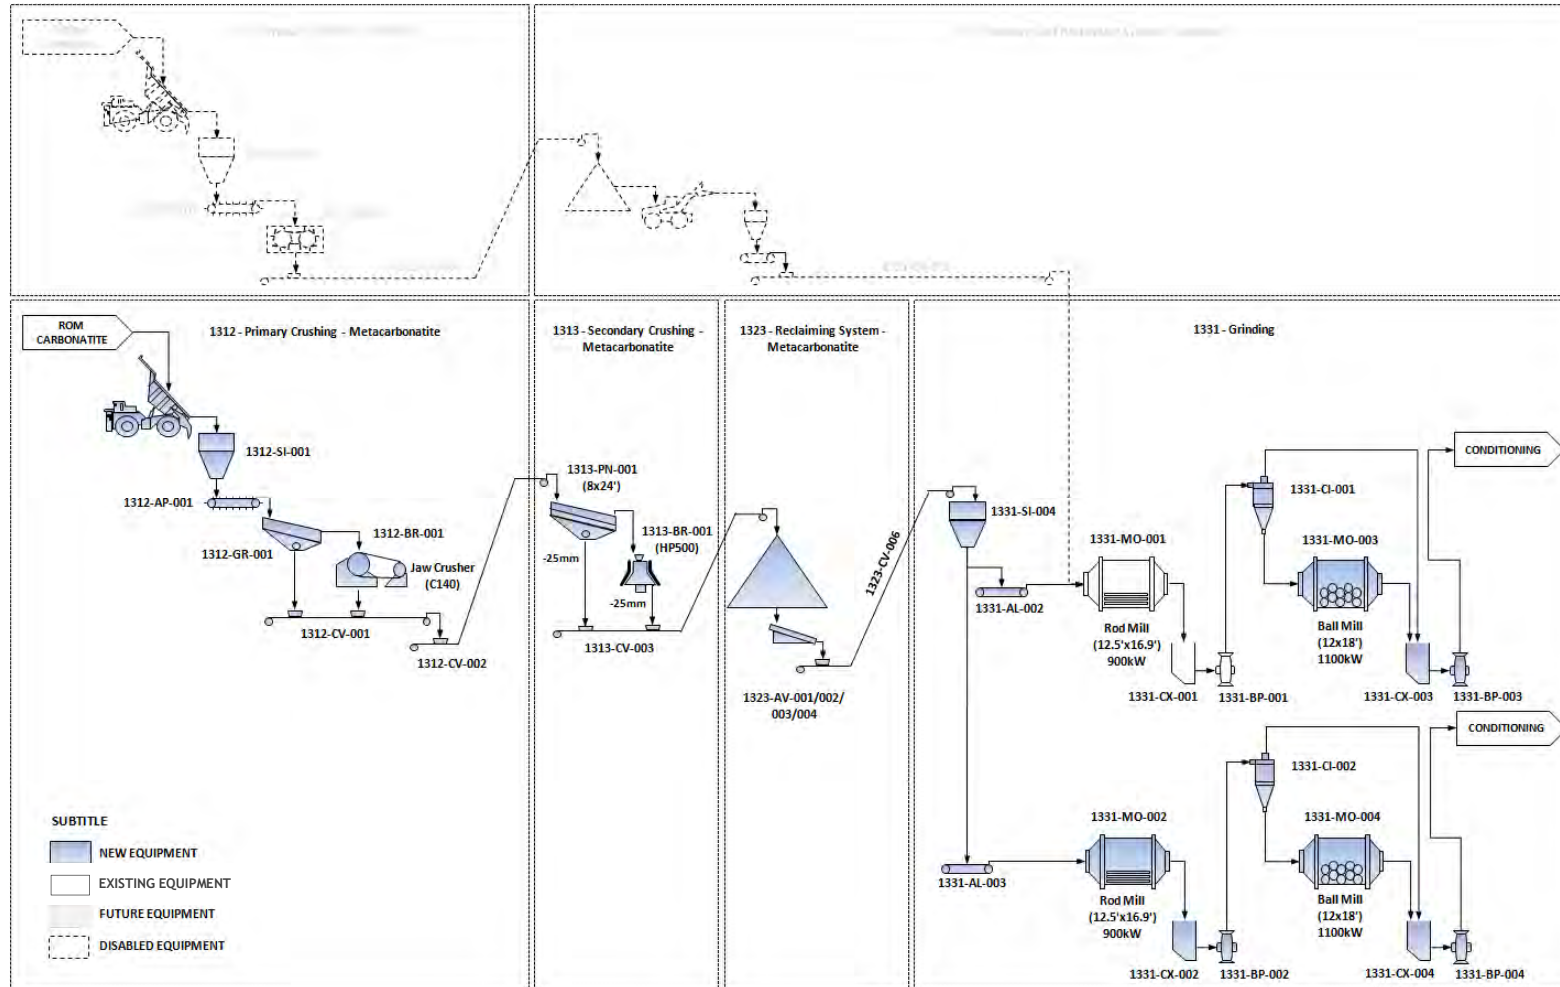 ROM
CARBONATITE
1312 - Primary Crushing - Metacarbonatite
1312-SI-001
1312-AP-001
1312-GR-001
1312-BR-001
Jaw Crusher
(C140)
1312-CV-001
1312-CV-002
1313 - Secondary Crushing -
Metacarbonatite
1313-PN-001
(8x24')
1313-BR-001
(HP500)
-25mm
-25mm
1313-CV-003
1323 - Reclaiming System -
Metacarbonatite
1323-AV-001/002/
003/004
1323-CV-006
1331 - Grinding
1331-SI-004
1331-AL-002
1331-MO-001
Rod Mill
(12.5'x16.9')
900kW
1331-CX-001
1331-BP-001
1331-CI-001
1331-MO-003
Ball Mill
(12x18')
1100kW
1331-CX-003
1331-BP-003
CONDITIONING
1331-AL-003
1331-MO-002
Rod Mill
(12.5'x16.9')
900kW
1331-CX-002
1331-BP-002
1331-CI-002
1331-MO-004
Ball Mill
(12x18')
1100kW
1331-CX-004
1331-BP-004
CONDITIONING
SUBTITLE
NEW EQUIPMENT
EXISTING EQUIPMENT
FUTURE EQUIPMENT
DISABLED EQUIPMENT